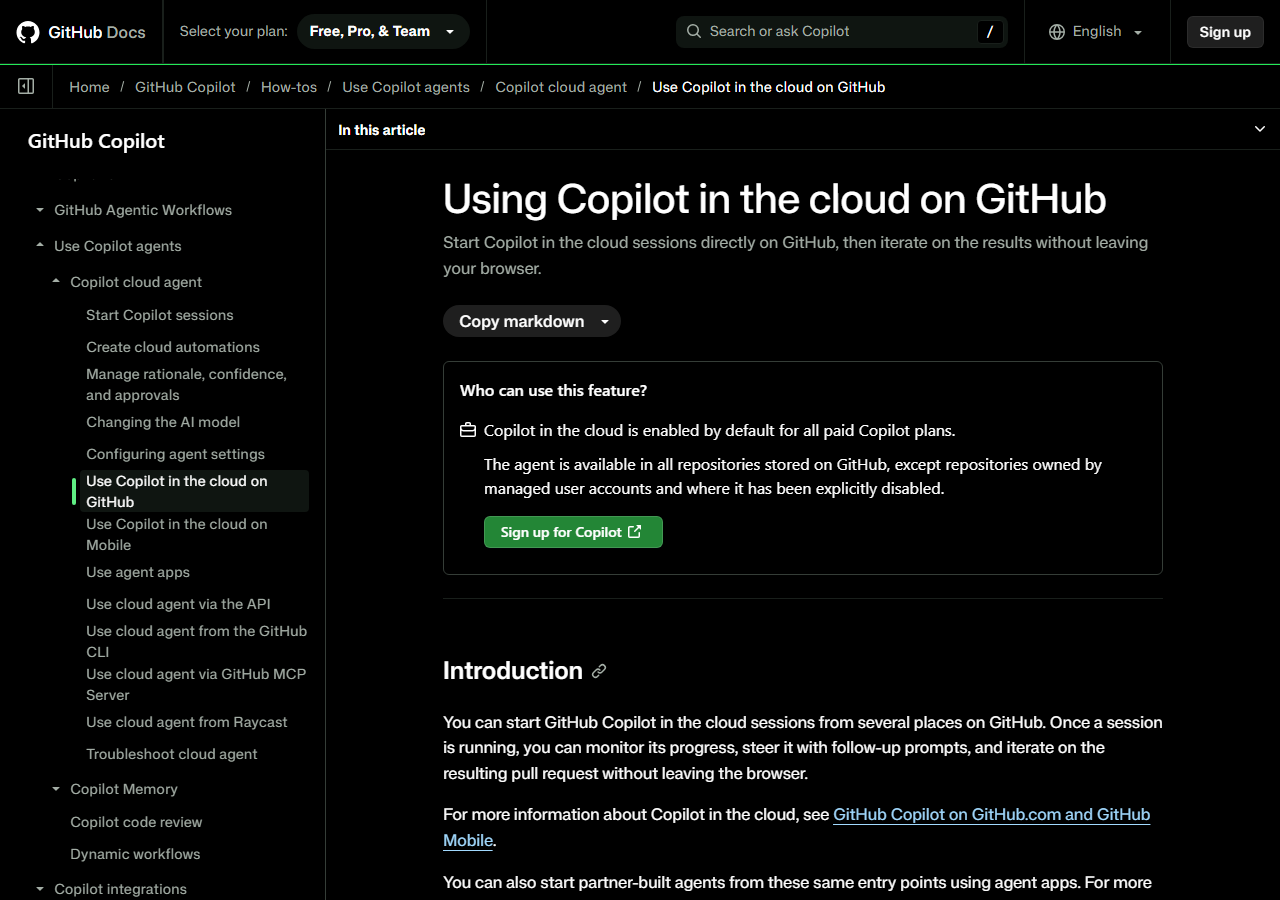 GitHub Docs
Select your plan: Free, Pro, & Team
Search or ask Copilot /
English
Sign up
Home / GitHub Copilot / How-tos / Use Copilot agents / Copilot cloud agent / Use Copilot in the cloud on GitHub
GitHub Copilot
GitHub Agentic Workflows
Use Copilot agents
Copilot cloud agent
Start Copilot sessions
Create cloud automations
Manage rationale, confidence,
and approvals
Changing the AI model
Configuring agent settings
Use Copilot in the cloud on
GitHub
Use Copilot in the cloud on
Mobile
Use agent apps
Use cloud agent via the API
Use cloud agent from the GitHub
CLI
Use cloud agent via GitHub MCP
Server
Use cloud agent from Raycast
Troubleshoot cloud agent
Copilot Memory
Copilot code review
Dynamic workflows
Copilot integrations
In this article
Using Copilot in the cloud on GitHub
Start Copilot in the cloud sessions directly on GitHub, then iterate on the results without leaving
your browser.
Copy markdown
Who can use this feature?
Copilot in the cloud is enabled by default for all paid Copilot plans.
The agent is available in all repositories stored on GitHub, except repositories owned by
managed user accounts and where it has been explicitly disabled.
Sign up for Copilot
Introduction
You can start GitHub Copilot in the cloud sessions from several places on GitHub. Once a session
is running, you can monitor its progress, steer it with follow-up prompts, and iterate on the
resulting pull request without leaving the browser.
For more information about Copilot in the cloud, see GitHub Copilot on GitHub.com and GitHub
Mobile.
You can also start partner-built agents from these same entry points using agent apps. For more